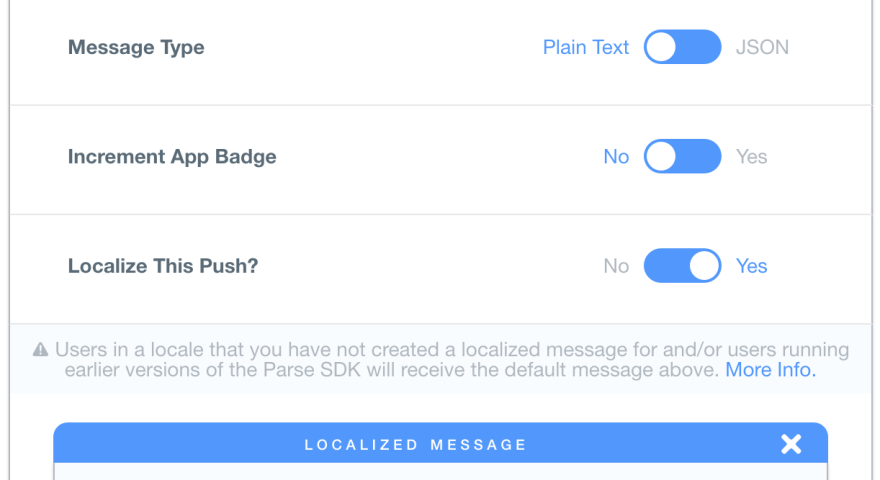 Message Type Plain Text JSON
Increment App Badge No Yes
Localize This Push? No Yes
Users in a locale that you have not created a localized message for and/or users running
earlier versions of the Parse SDK will receive the default message above. More Info.
LOCALIZED MESSAGE